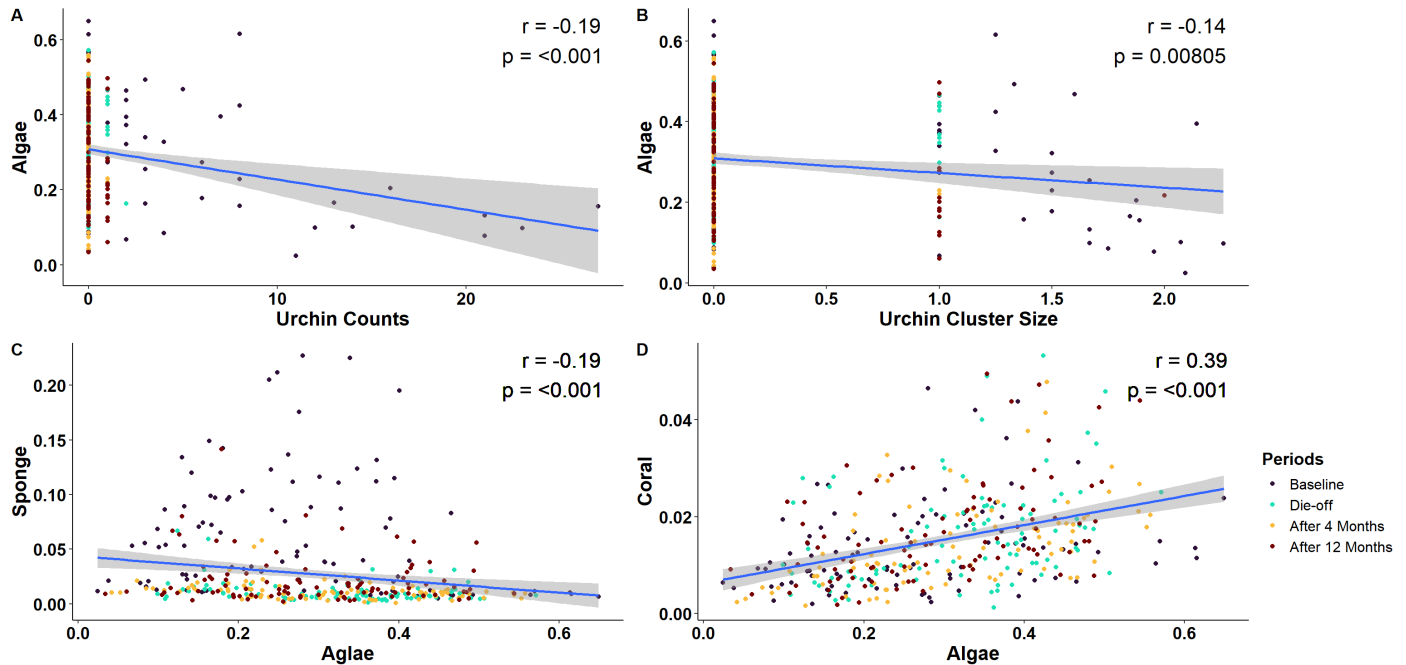 A
r = -0.19
p = <0.001
Algae
0.6
0.4
0.2
0.0
0
10
20
Urchin Counts
B
r = -0.14
p = 0.00805
Algae
0.6
0.4
0.2
0.0
0.0
0.5
1.0
1.5
2.0
Urchin Cluster Size
C
r = -0.19
p = <0.001
Sponge
0.20
0.15
0.10
0.05
0.00
0.0
0.2
0.4
0.6
Aglae
D
r = 0.39
p = <0.001
Coral
0.04
0.02
0.00
0.0
0.2
0.4
0.6
Algae
Periods
Baseline
Die-off
After 4 Months
After 12 Months